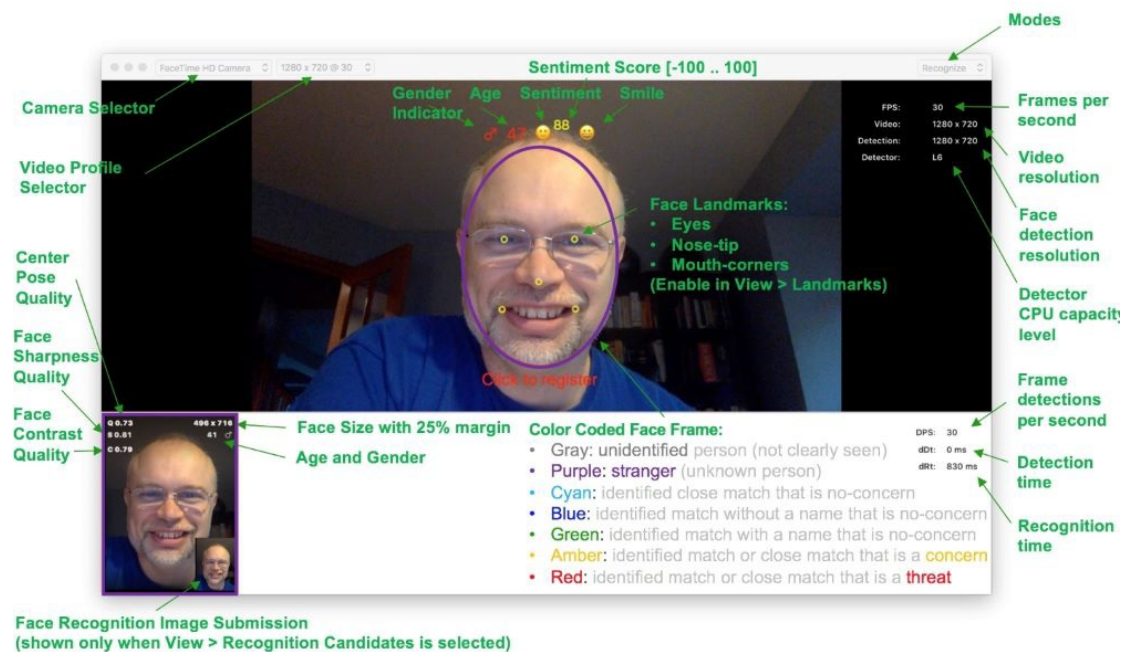 Modes
FaceTime HD Camera
1280 x 720 @ 30
Sentiment Score [-100 .. 100]
Recognize
Camera Selector
Gender Indicator
Age
Sentiment
Smile
88
FPS: 30
Video: 1280 x 720
Detection: 1280 x 720
Detector: L6
Frames per
second
Video Profile
Selector
Video
resolution
Face Landmarks:
• Eyes
• Nose-tip
• Mouth-corners
(Enable in View > Landmarks)
Face
detection
resolution
Center
Pose
Quality
Detector
CPU capacity
level
Face
Sharpness
Quality
Click to register
Frame
detections
per second
Face
Contrast
Quality
Q 0.73
496 x 716
S 0.81
41 ♂
C 0.79
Face Size with 25% margin
Age and Gender
Color Coded Face Frame:
• Gray: unidentified person (not clearly seen)
• Purple: stranger (unknown person)
• Cyan: identified close match that is no-concern
• Blue: identified match without a name that is no-concern
• Green: identified match with a name that is no-concern
• Amber: identified match or close match that is a concern
• Red: identified match or close match that is a threat
DPS: 30
dDt: 0 ms
dRt: 830 ms
Detection
time
Recognition
time
Face Recognition Image Submission
(shown only when View > Recognition Candidates is selected)